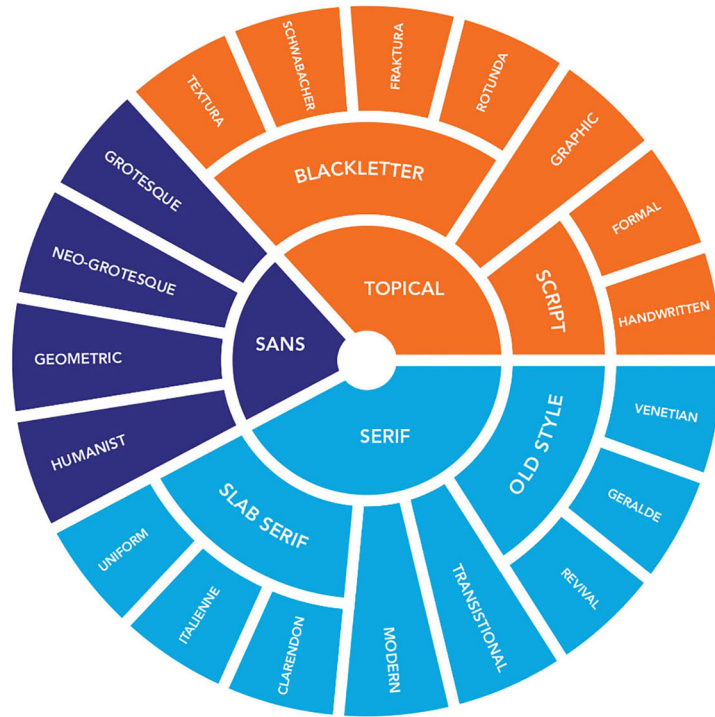 TEXTURA
SCHWABACHER
FRAKTURA
ROTUNDA
GRAPHIC
FORMAL
HANDWRITTEN
BLACKLETTER
SCRIPT
TOPICAL
GROTESQUE
NEO-GROTESQUE
GEOMETRIC
HUMANIST
SANS
SERIF
OLD STYLE
VENETIAN
GERALDE
REVIVAL
TRANSISTIONAL
MODERN
SLAB SERIF
CLARENDON
ITALIENNE
UNIFORM